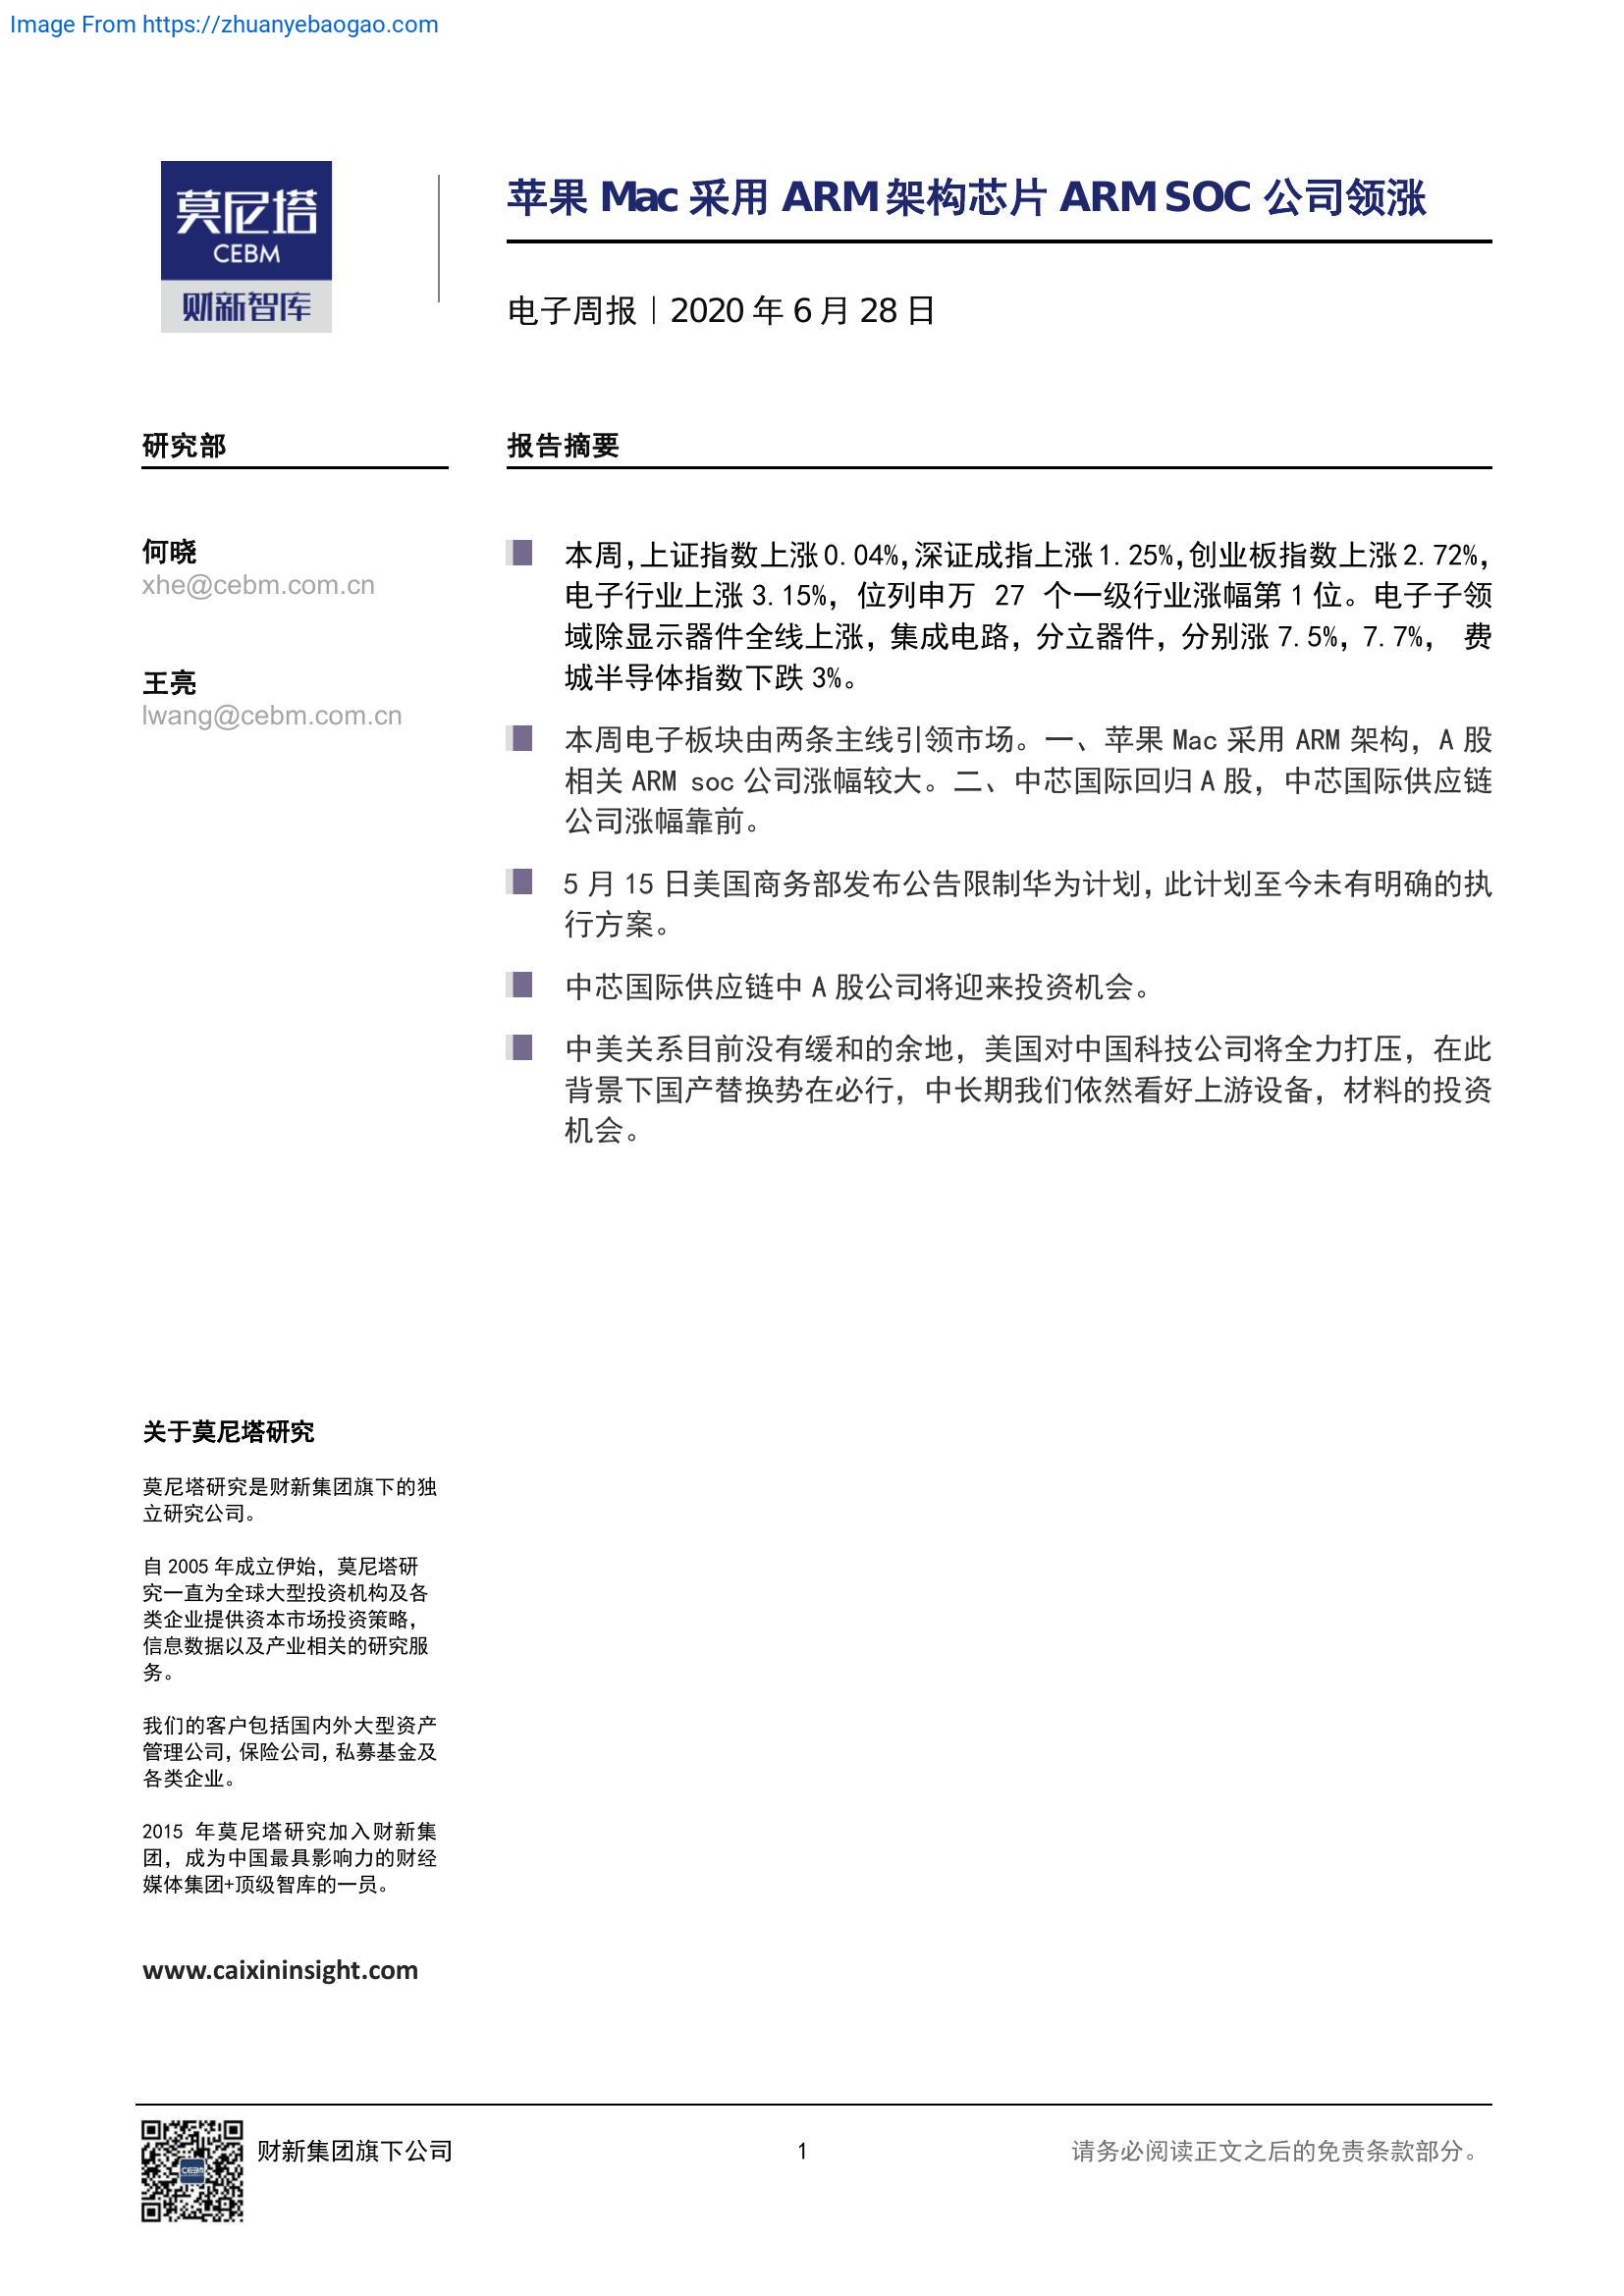 Image From https://zhuanyebaogao.com
莫尼塔
CEBM
财新智库
苹果 Mac 采用 ARM 架构芯片 ARM SOC 公司领涨
电子周报｜2020 年 6 月 28 日
研究部
何晓
xhe@cebm.com.cn
王亮
lwang@cebm.com.cn
报告摘要
本周，上证指数上涨 0.04%，深证成指上涨 1.25%，创业板指数上涨 2.72%，
电子行业上涨 3.15%，位列申万 27 个一级行业涨幅第 1 位。电子子领
域除显示器件全线上涨，集成电路，分立器件，分别涨 7.5%，7.7%， 费
城半导体指数下跌 3%。
本周电子板块由两条主线引领市场。一、苹果 Mac 采用 ARM 架构，A 股
相关 ARM soc 公司涨幅较大。二、中芯国际回归 A 股，中芯国际供应链
公司涨幅靠前。
5 月 15 日美国商务部发布公告限制华为计划，此计划至今未有明确的执
行方案。
中芯国际供应链中 A 股公司将迎来投资机会。
中美关系目前没有缓和的余地，美国对中国科技公司将全力打压，在此
背景下国产替换势在必行，中长期我们依然看好上游设备，材料的投资
机会。
关于莫尼塔研究
莫尼塔研究是财新集团旗下的独
立研究公司。
自 2005 年成立伊始，莫尼塔研
究一直为全球大型投资机构及各
类企业提供资本市场投资策略，
信息数据以及产业相关的研究服
务。
我们的客户包括国内外大型资产
管理公司，保险公司，私募基金及
各类企业。
2015 年莫尼塔研究加入财新集
团，成为中国最具影响力的财经
媒体集团+顶级智库的一员。
www.caixininsight.com
CEBM
财新集团旗下公司
1
请务必阅读正文之后的免责条款部分。